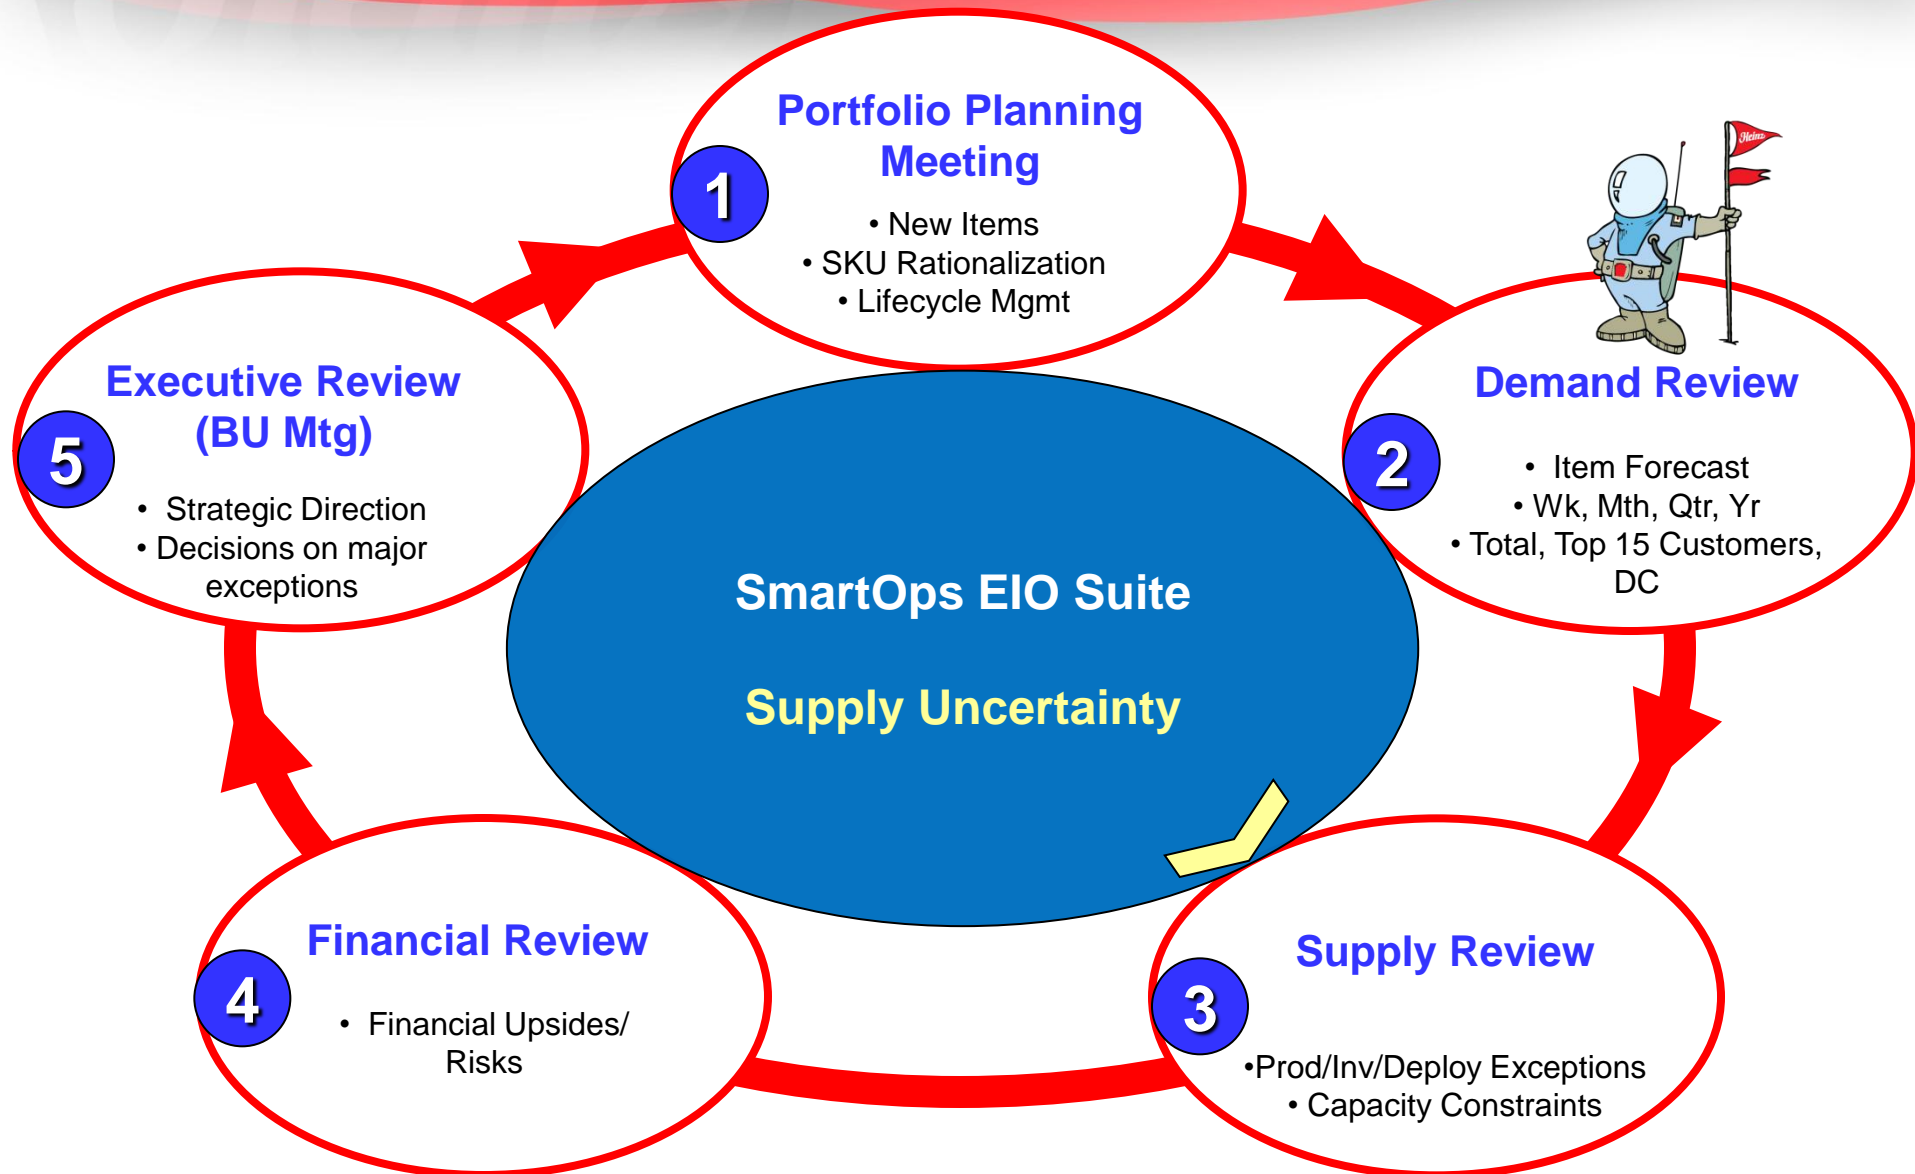 Portfolio Planning
Meeting
1
• New Items
• SKU Rationalization
• Lifecycle Mgmt
Heinz
Demand Review
2
• Item Forecast
• Wk, Mth, Qtr, Yr
• Total, Top 15 Customers,
DC
Supply Review
3
•Prod/Inv/Deploy Exceptions
• Capacity Constraints
Financial Review
4
• Financial Upsides/
Risks
Executive Review
(BU Mtg)
5
• Strategic Direction
• Decisions on major
exceptions
SmartOps EIO Suite
Supply Uncertainty